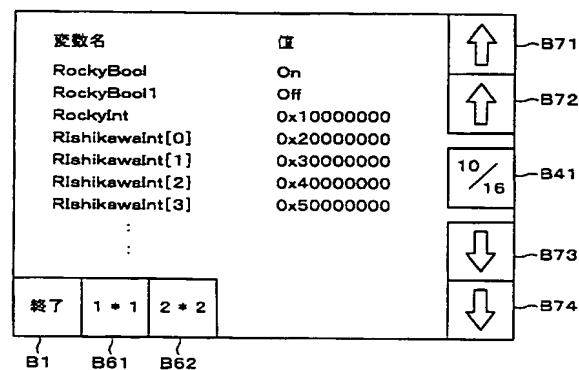 変数名 値 B71
RockyBool On
RockyBool1 Off B72
RockyInt 0x10000000
RIshikawaInt[0] 0x20000000
RIshikawaInt[1] 0x30000000 10/16 B41
RIshikawaInt[2] 0x40000000
RIshikawaInt[3] 0x50000000
:
: B73
終了 1 * 1 2 * 2 B74
B1 B61 B62